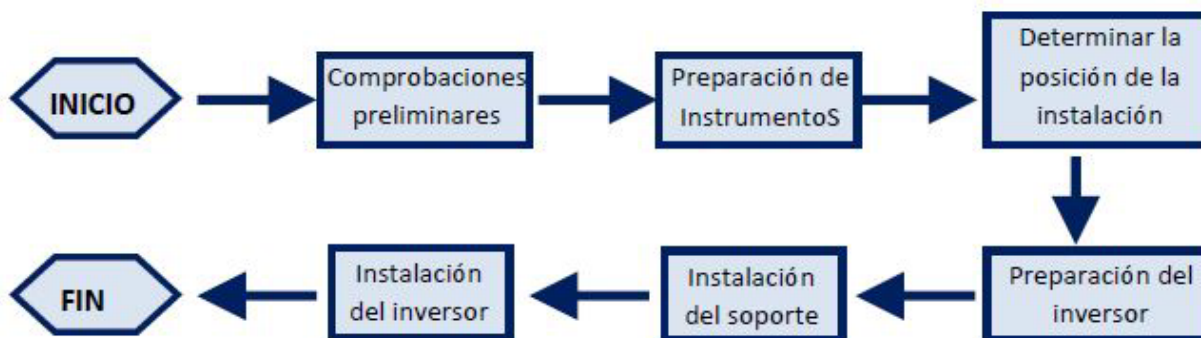 INICIO
Comprobaciones
preliminares
Preparación de
InstrumentoS
Determinar la
posición de la
instalación
Preparación del
inversor
Instalación
del soporte
Instalación
del inversor
FIN